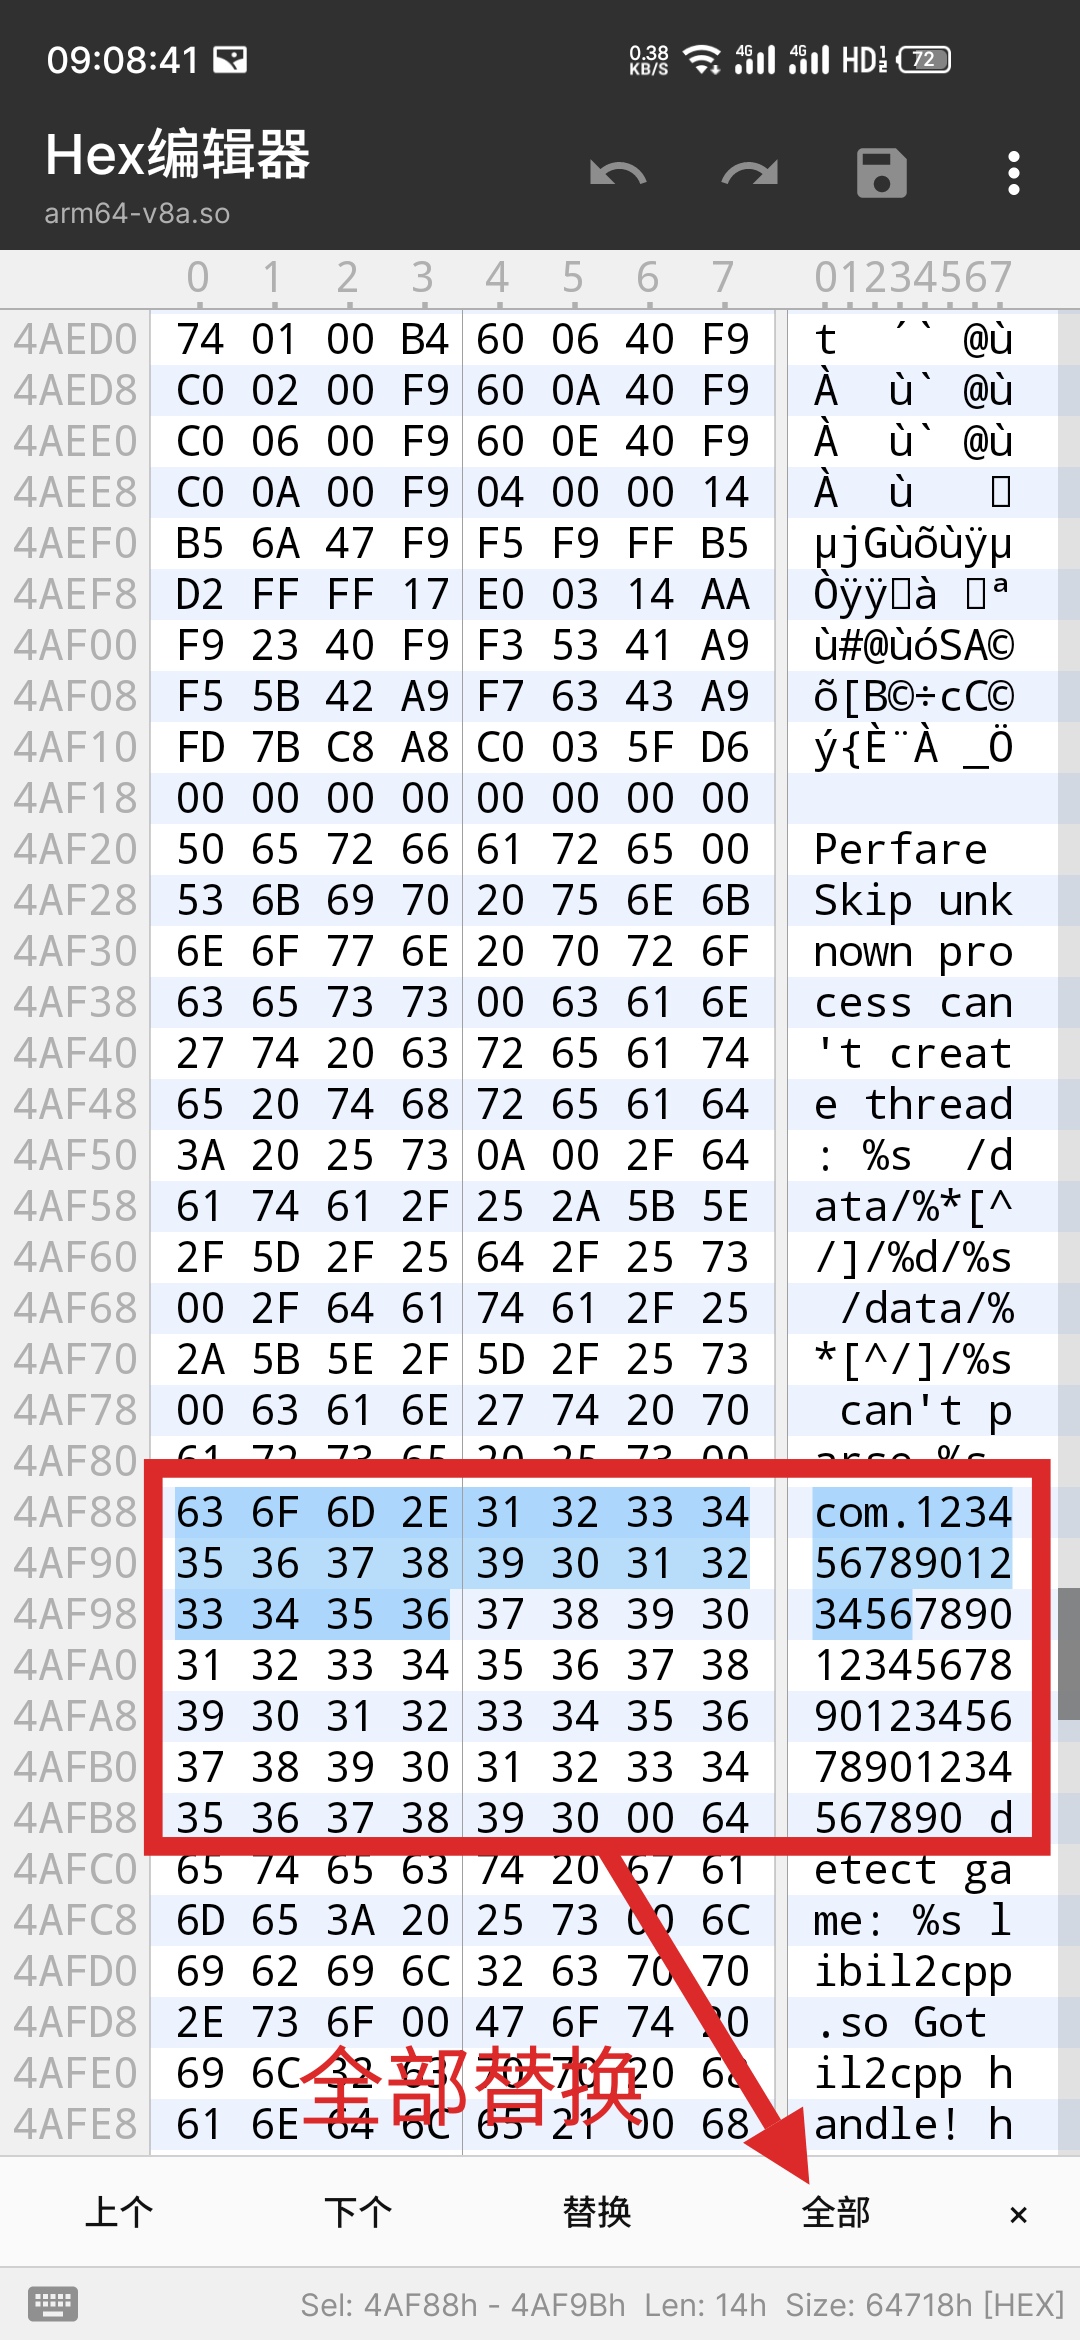 09:08:41 0.38 KB/S 4G 4G HD 1 2 72
Hex编辑器
arm64-v8a.so
0 1 2 3 4 5 6 7 01234567
4AED0 74 01 00 B4 60 06 40 F9 t ´` @ù
4AED8 C0 02 00 F9 60 0A 40 F9 À ù` @ù
4AEE0 C0 06 00 F9 60 0E 40 F9 À ù` @ù
4AEE8 C0 0A 00 F9 04 00 00 14 À ù
4AEF0 B5 6A 47 F9 F5 F9 FF B5 µjGùõùÿµ
4AEF8 D2 FF FF 17 E0 03 14 AA Òÿÿ▯à ▯ª
4AF00 F9 23 40 F9 F3 53 41 A9 ù#@ùóSA©
4AF08 F5 5B 42 A9 F7 63 43 A9 õ[B©÷cC©
4AF10 FD 7B C8 A8 C0 03 5F D6 ý{È¨À _Ö
4AF18 00 00 00 00 00 00 00 00
4AF20 50 65 72 66 61 72 65 00 Perfare
4AF28 53 6B 69 70 20 75 6E 6B Skip unk
4AF30 6E 6F 77 6E 20 70 72 6F nown pro
4AF38 63 65 73 73 00 63 61 6E cess can
4AF40 27 74 20 63 72 65 61 74 't creat
4AF48 65 20 74 68 72 65 61 64 e thread
4AF50 3A 20 25 73 0A 00 2F 64 : %s /d
4AF58 61 74 61 2F 25 2A 5B 5E ata/%*[^
4AF60 2F 5D 2F 25 64 2F 25 73 /]/%d/%s
4AF68 00 2F 64 61 74 61 2F 25 /data/%
4AF70 2A 5B 5E 2F 5D 2F 25 73 *[^/]/%s
4AF78 00 63 61 6E 27 74 20 70 can't p
4AF80 61 72 73 65 20 25 73 00 arse %s
4AF88 63 6F 6D 2E 31 32 33 34 com.1234
4AF90 35 36 37 38 39 30 31 32 56789012
4AF98 33 34 35 36 37 38 39 30 34567890
4AFA0 31 32 33 34 35 36 37 38 12345678
4AFA8 39 30 31 32 33 34 35 36 90123456
4AFB0 37 38 39 30 31 32 33 34 78901234
4AFB8 35 36 37 38 39 30 00 64 567890 d
4AFC0 65 74 65 63 74 20 67 61 etect ga
4AFC8 6D 65 3A 20 25 73 00 6C me: %s l
4AFD0 69 62 69 6C 32 63 70 70 ibil2cpp
4AFD8 2E 73 6F 00 47 6F 74 20 .so Got
4AFE0 69 6C 32 63 70 70 20 68 il2cpp h
全部替换
4AFE8 61 6E 64 6C 65 21 00 68 andle! h
上个 下个 替换 全部 ×
Sel: 4AF88h - 4AF9Bh Len: 14h Size: 64718h [HEX]